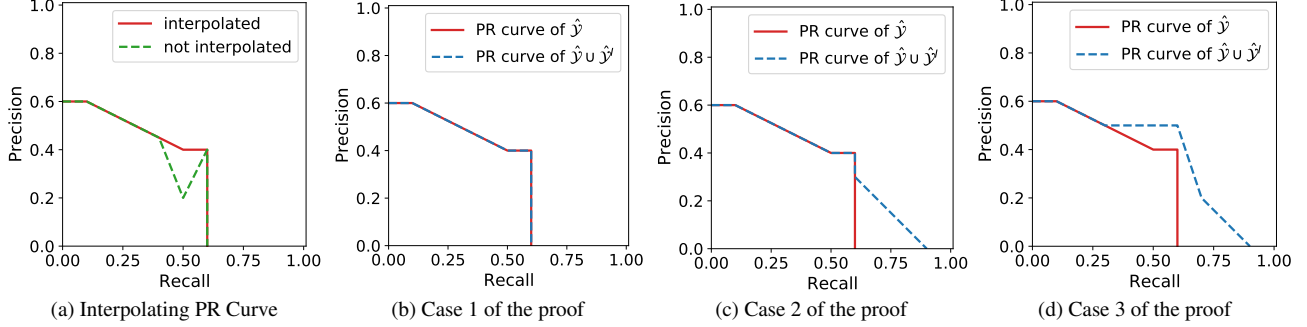 1.0
0.8
0.6
0.4
0.2
0.0
Precision
0.00 0.25 0.50 0.75 1.00
Recall
interpolated
not interpolated
(a) Interpolating PR Curve
1.0
0.8
0.6
0.4
0.2
0.0
Precision
0.00 0.25 0.50 0.75 1.00
Recall
PR curve of 𝒴̂
PR curve of 𝒴̂ ∪ 𝒴̂′
(b) Case 1 of the proof
1.0
0.8
0.6
0.4
0.2
0.0
Precision
0.00 0.25 0.50 0.75 1.00
Recall
PR curve of 𝒴̂
PR curve of 𝒴̂ ∪ 𝒴̂′
(c) Case 2 of the proof
1.0
0.8
0.6
0.4
0.2
0.0
Precision
0.00 0.25 0.50 0.75 1.00
Recall
PR curve of 𝒴̂
PR curve of 𝒴̂ ∪ 𝒴̂′
(d) Case 3 of the proof